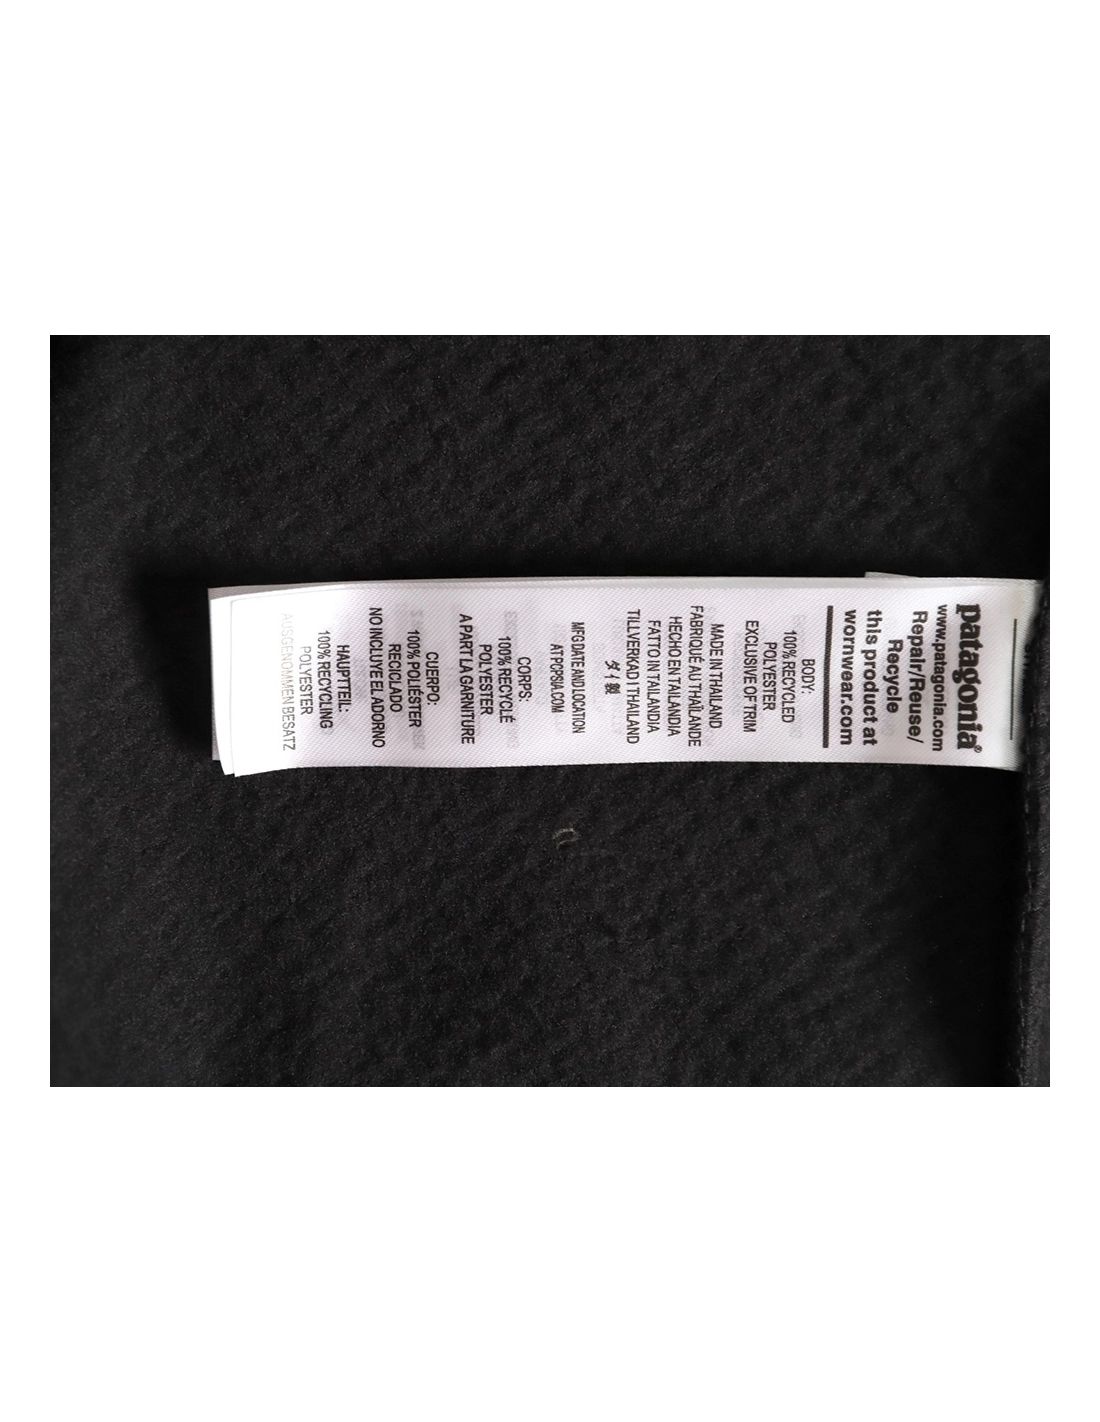 patagonia®
www.patagonia.com
Repair/Reuse/
Recycle
this product at
wornwear.com
BODY:
100% RECYCLED
POLYESTER
EXCLUSIVE OF TRIM
MADE IN THAILAND
FABRIQUÉ AU THAÏLANDE
HECHO EN TAILANDIA
FATTO IN TAILANDIA
TILLVERKAD I THAILAND
タイ製
MFG DATE AND LOCATION
AT POPSIA.COM
CORPS:
100% RECYCLÉ
POLYESTER
A PART LA GARNITURE
CUERPO:
100% POLIÉSTER
RECICLADO
NO INCLUYE EL ADORNO
HAUPTTEIL:
100% RECYCLING
POLYESTER
AUSGENOMMEN BESATZ